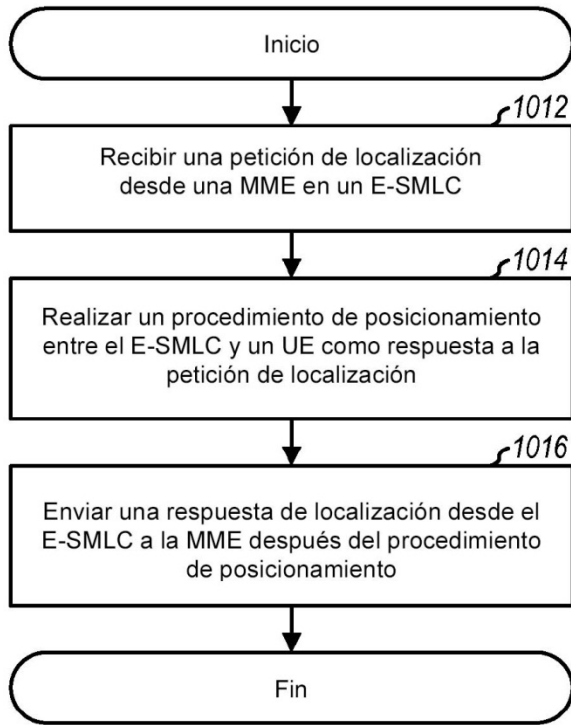 Inicio
1012
Recibir una petición de localización
desde una MME en un E-SMLC
1014
Realizar un procedimiento de posicionamiento
entre el E-SMLC y un UE como respuesta a la
petición de localización
1016
Enviar una respuesta de localización desde el
E-SMLC a la MME después del procedimiento
de posicionamiento
Fin